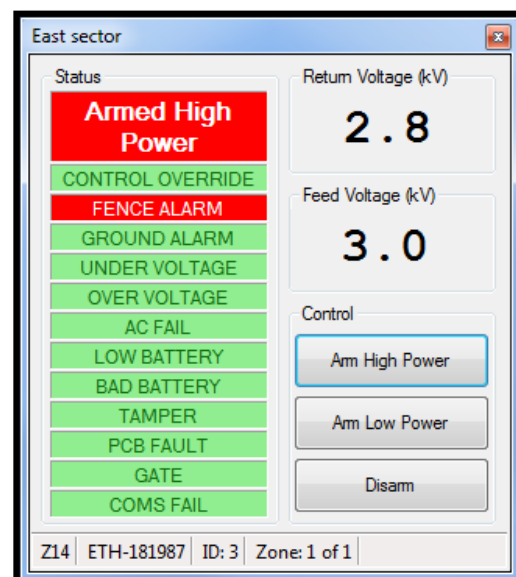 East sector
Status
Armed High
Power
CONTROL OVERRIDE
FENCE ALARM
GROUND ALARM
UNDER VOLTAGE
OVER VOLTAGE
AC FAIL
LOW BATTERY
BAD BATTERY
TAMPER
PCB FAULT
GATE
COMS FAIL
Return Voltage (kV)
2.8
Feed Voltage (kV)
3.0
Control
Arm High Power
Arm Low Power
Disarm
Z14 ETH-181987 ID: 3 Zone: 1 of 1